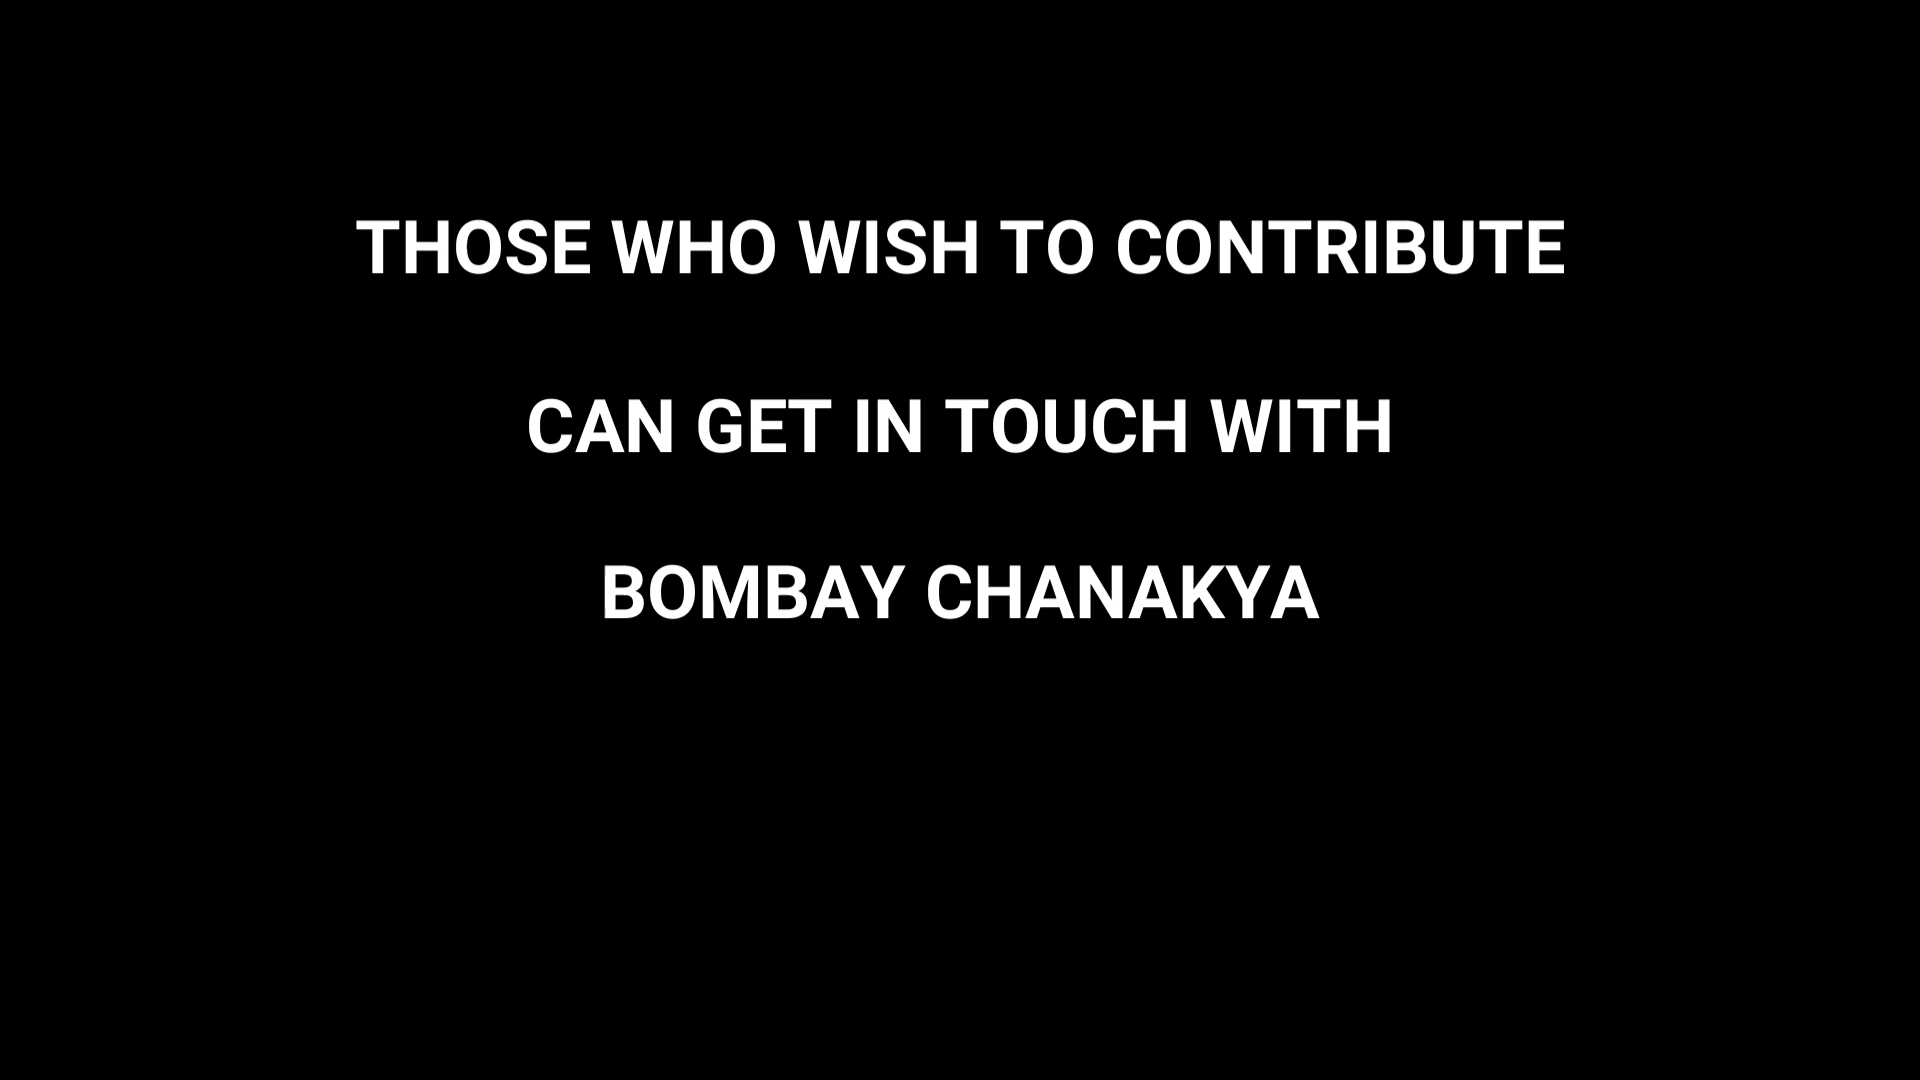 THOSE WHO WISH TO CONTRIBUTE
CAN GET IN TOUCH WITH
BOMBAY CHANAKYA